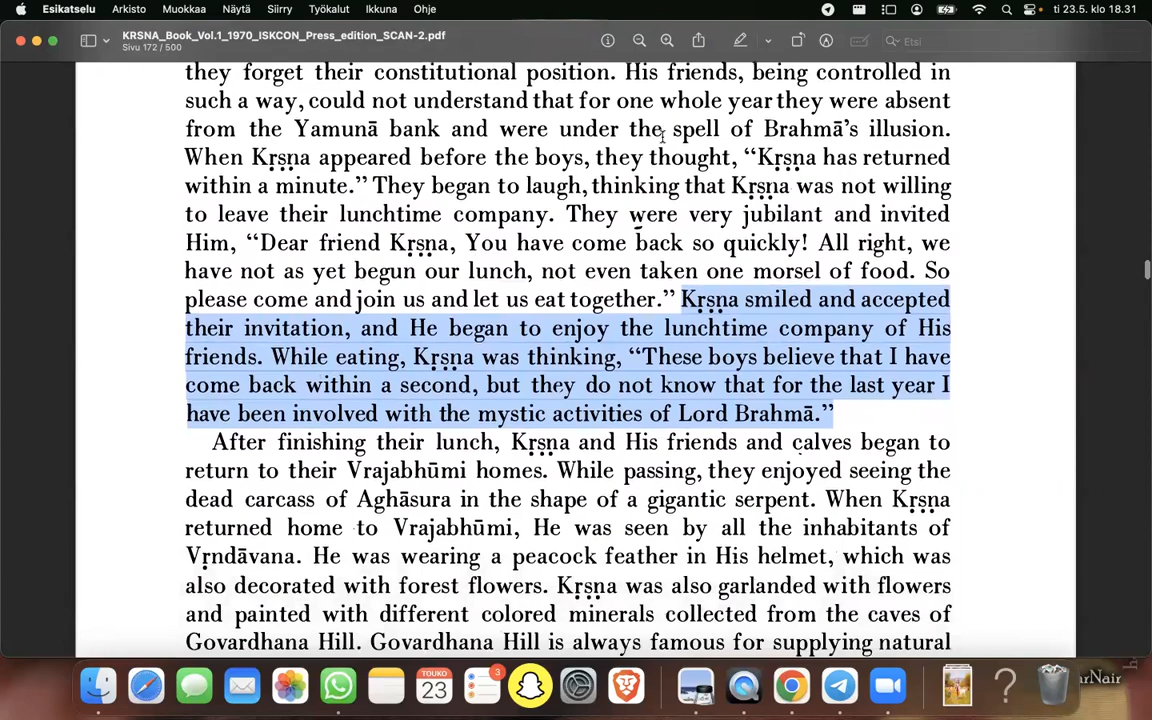 Esikatselu Arkisto Muokkaa Näytä Siirry Työkalut Ikkuna Ohje ti 23.5. klo 18.31
KRSNA_Book_Vol.1_1970_ISKCON_Press_edition_SCAN-2.pdf
Sivu 172 / 500
Etsi
they forget their constitutional position. His friends, being controlled in
such a way, could not understand that for one whole year they were absent
from the Yamunā bank and were under the spell of Brahmā’s illusion.
When Kṛṣṇa appeared before the boys, they thought, “Kṛṣṇa has returned
within a minute.” They began to laugh, thinking that Kṛṣṇa was not willing
to leave their lunchtime company. They were very jubilant and invited
Him, “Dear friend Kṛṣṇa, You have come back so quickly! All right, we
have not as yet begun our lunch, not even taken one morsel of food. So
please come and join us and let us eat together.” Kṛṣṇa smiled and accepted
their invitation, and He began to enjoy the lunchtime company of His
friends. While eating, Kṛṣṇa was thinking, “These boys believe that I have
come back within a second, but they do not know that for the last year I
have been involved with the mystic activities of Lord Brahmā.”
After finishing their lunch, Kṛṣṇa and His friends and calves began to
return to their Vrajabhūmi homes. While passing, they enjoyed seeing the
dead carcass of Aghāsura in the shape of a gigantic serpent. When Kṛṣṇa
returned home to Vrajabhūmi, He was seen by all the inhabitants of
Vṛndāvana. He was wearing a peacock feather in His helmet, which was
also decorated with forest flowers. Kṛṣṇa was also garlanded with flowers
and painted with different colored minerals collected from the caves of
Govardhana Hill. Govardhana Hill is always famous for supplying natural
TOUKO
23
3
arNair